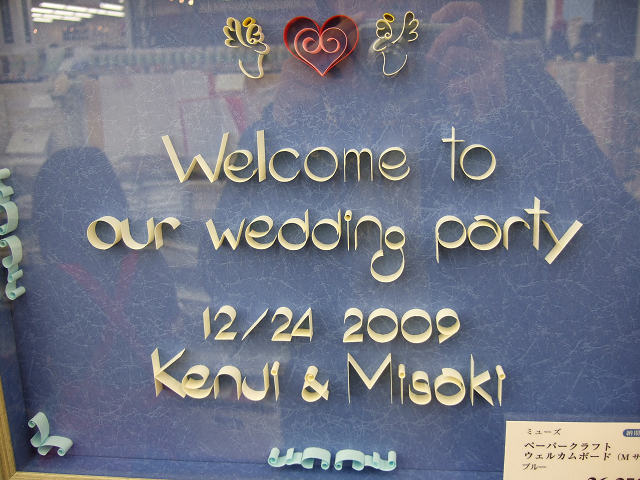 Welcome to
our wedding party
12/24 2009
Kenji & Misaki
ミューズ
ペーパークラフト
ウェルカムボード (M サ
ブルー